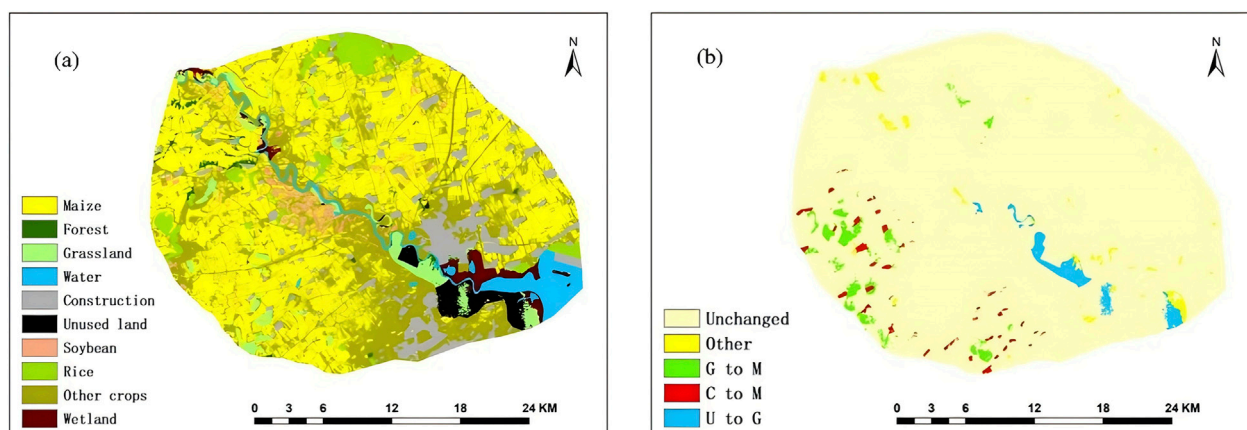 (a)
N
Maize
Forest
Grassland
Water
Construction
Unused land
Soybean
Rice
Other crops
Wetland
0 3 6 12 18 24 KM
(b)
N
Unchanged
Other
G to M
C to M
U to G
0 3 6 12 18 24 KM